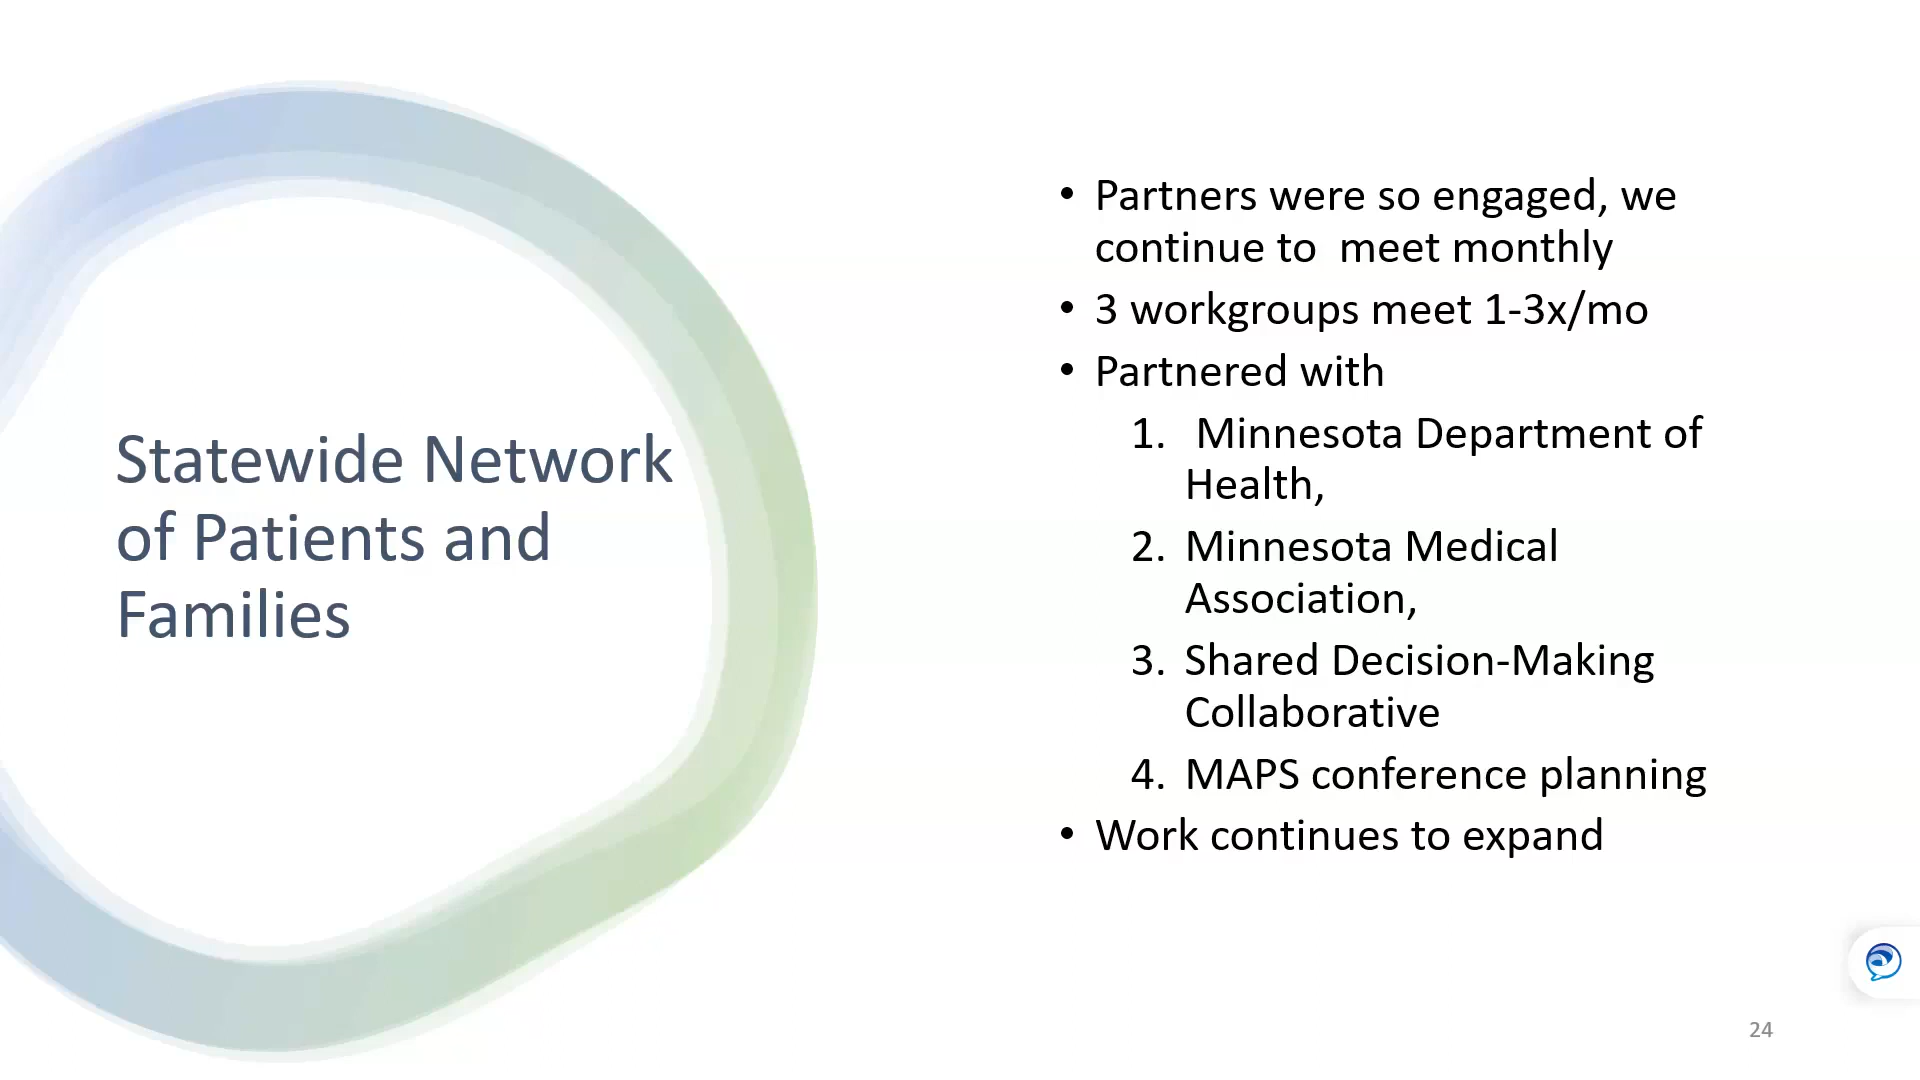 Statewide Network
of Patients and
Families
• Partners were so engaged, we
continue to  meet monthly
• 3 workgroups meet 1-3x/mo
• Partnered with
1.  Minnesota Department of
Health,
2. Minnesota Medical
Association,
3. Shared Decision-Making
Collaborative
4. MAPS conference planning
• Work continues to expand
24